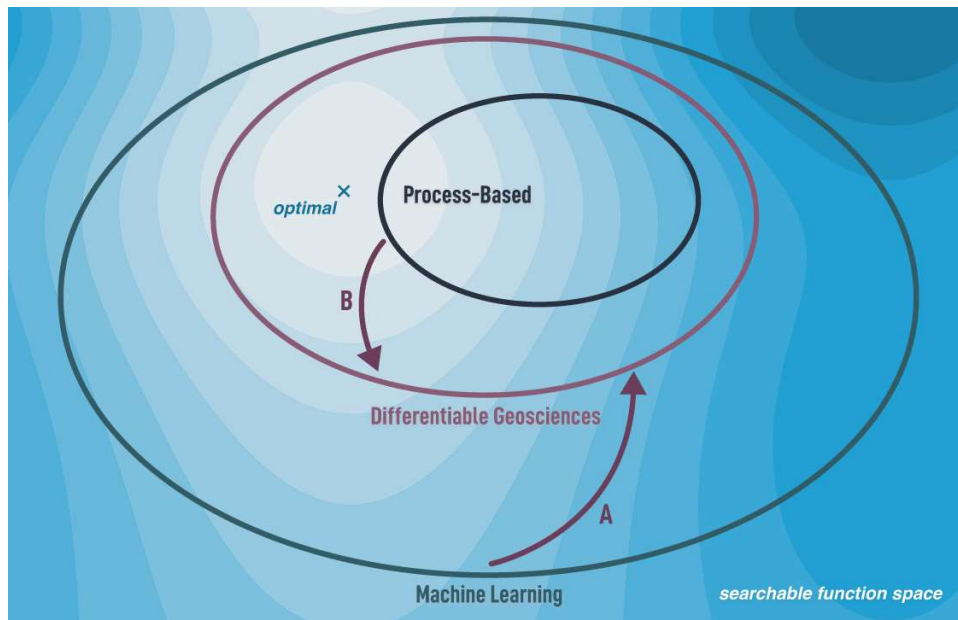 Process-Based
optimal
B
Differentiable Geosciences
A
Machine Learning
searchable function space